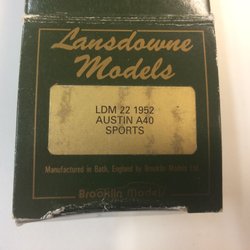 Lansdowne
Models
LDM 22 1952
AUSTIN A40
SPORTS
Manufactured in Bath, England by Brooklin Models Ltd.
Brooklin Models